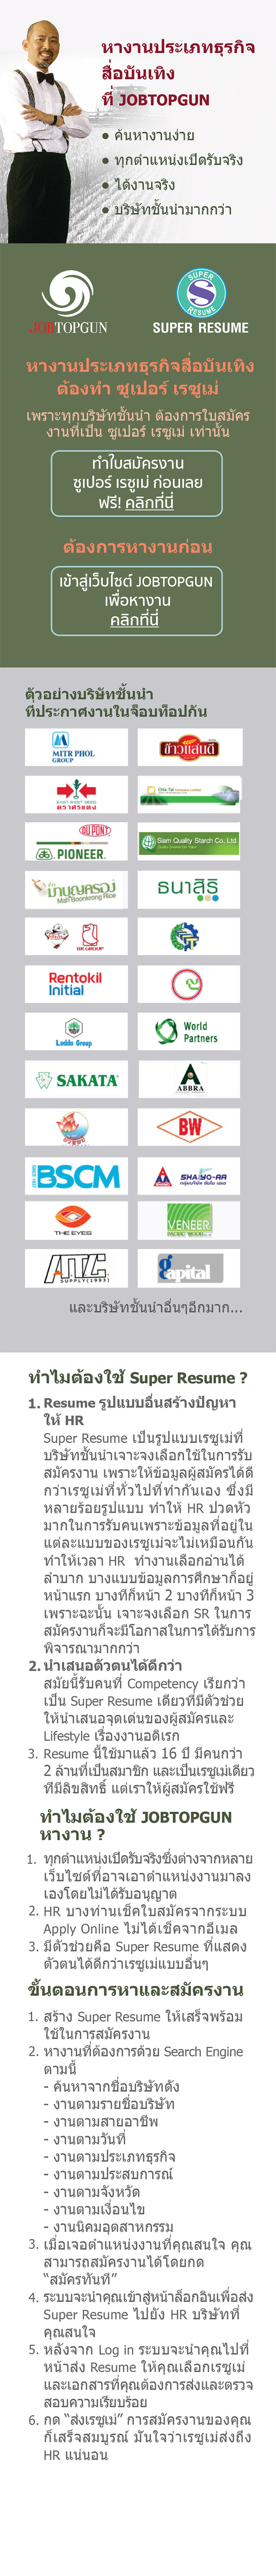 หางานประเภทธุรกิจ
สื่อบันเทิง
ที่ JOBTOPGUN
• ค้นหางานง่าย
• ทุกตำแหน่งเปิดรับจริง
• ได้งานจริง
• บริษัทชั้นนำมากกว่า
JOBTOPGUN
SUPER RESUME
S
SUPER RESUME
หางานประเภทธุรกิจสื่อบันเทิง
ต้องทำ ซูเปอร์ เรซูเม่
เพราะทุกบริษัทชั้นนำ ต้องการใบสมัคร
งานที่เป็น ซูเปอร์ เรซูเม่ เท่านั้น
ทำใบสมัครงาน
ซูเปอร์ เรซูเม่ ก่อนเลย
ฟรี! คลิกที่นี่
ต้องการหางานก่อน
เข้าสู่เว็บไซต์ JOBTOPGUN
เพื่อหางาน
คลิกที่นี่
ตัวอย่างบริษัทชั้นนำ
ที่ประกาศงานในจ็อบท็อปกัน
MITR PHOL
GROUP
ข้าวแสนดี
EAST-WEST SEED
ตราศรแดง
Chia Tai Company Limited
DUPONT
PIONEER
Siam Quality Starch Co., Ltd.
มาบุญครอง
Mah Boonkrong Rice
ธนาสิริ
BK GROUP
Rentokil
Initial
Ladda Group
World
Partners
SAKATA
ABBRA
BW
BSCM
SHAIYO-AA
THE EYES
VENEER
ATC
SUPPLY(1993)
capital
และบริษัทชั้นนำอื่นๆอีกมาก...
ทำไมต้องใช้ Super Resume ?
1. Resume รูปแบบอื่นสร้างปัญหา
ให้ HR
Super Resume เป็นรูปแบบเรซูเม่ที่
บริษัทชั้นนำเจาะจงเลือกใช้ในการรับ
สมัครงาน เพราะให้ข้อมูลผู้สมัครได้ดี
กว่าเรซูเม่ที่ทั่วไปที่ทำกันเอง ซึ่งมี
หลายร้อยรูปแบบ ทำให้ HR ปวดหัว
มากในการรับคนเพราะข้อมูลที่อยู่ใน
แต่ละแบบของเรซูเม่จะไม่เหมือนกัน
ทำให้เวลา HR ทำงานเลือกอ่านได้
ลำบาก บางแบบข้อมูลการศึกษาก็อยู่
หน้าแรก บางทีก็หน้า 2 บางทีก็หน้า 3
เพราะฉะนั้น เจาะจงเลือก SR ในการ
สมัครงานก็จะมีโอกาสในการได้รับการ
พิจารณามากกว่า
2. นำเสนอตัวตนได้ดีกว่า
สมัยนี้รับคนที่ Competency เรียกว่า
เป็น Super Resume เดียวที่มีตัวช่วย
ให้นำเสนอจุดเด่นของผู้สมัครและ
Lifestyle เรื่องงานอดิเรก
3. Resume นี้ใช้มาแล้ว 16 ปี มีคนกว่า
2 ล้านที่เป็นสมาชิก และเป็นเรซูเม่เดียว
ที่มีลิขสิทธิ์ แต่เราให้ผู้สมัครใช้ฟรี
ทำไมต้องใช้ JOBTOPGUN
หางาน ?
1. ทุกตำแหน่งเปิดรับจริงซึ่งต่างจากหลาย
เว็บไซต์ที่อาจเอาตำแหน่งงานมาลง
เองโดยไม่ได้รับอนุญาต
2. HR บางท่านเช็คใบสมัครจากระบบ
Apply Online ไม่ได้เช็คจากอีเมล
3. มีตัวช่วยคือ Super Resume ที่แสดง
ตัวตนได้ดีกว่าเรซูเม่แบบอื่นๆ
ขั้นตอนการหาและสมัครงาน
1. สร้าง Super Resume ให้เสร็จพร้อม
ใช้ในการสมัครงาน
2. หางานที่ต้องการด้วย Search Engine
ตามนี้
- ค้นหาจากชื่อบริษัทดัง
- งานตามรายชื่อบริษัท
- งานตามสายอาชีพ
- งานตามวันที่
- งานตามประเภทธุรกิจ
- งานตามประสบการณ์
- งานตามจังหวัด
- งานตามเงื่อนไข
- งานนิคมอุตสาหกรรม
3. เมื่อเจอตำแหน่งงานที่คุณสนใจ คุณ
สามารถสมัครงานได้โดยกด
“สมัครทันที”
4. ระบบจะนำคุณเข้าสู่หน้าล็อกอินเพื่อส่ง
Super Resume ไปยัง HR บริษัทที่
คุณสนใจ
5. หลังจาก Log in ระบบจะนำคุณไปที่
หน้าส่ง Resume ให้คุณเลือกเรซูเม่
และเอกสารที่คุณต้องการส่งและตรวจ
สอบความเรียบร้อย
6. กด “ส่งเรซูเม่” การสมัครงานของคุณ
ก็เสร็จสมบูรณ์ มั่นใจว่าเรซูเม่ส่งถึง
HR แน่นอน